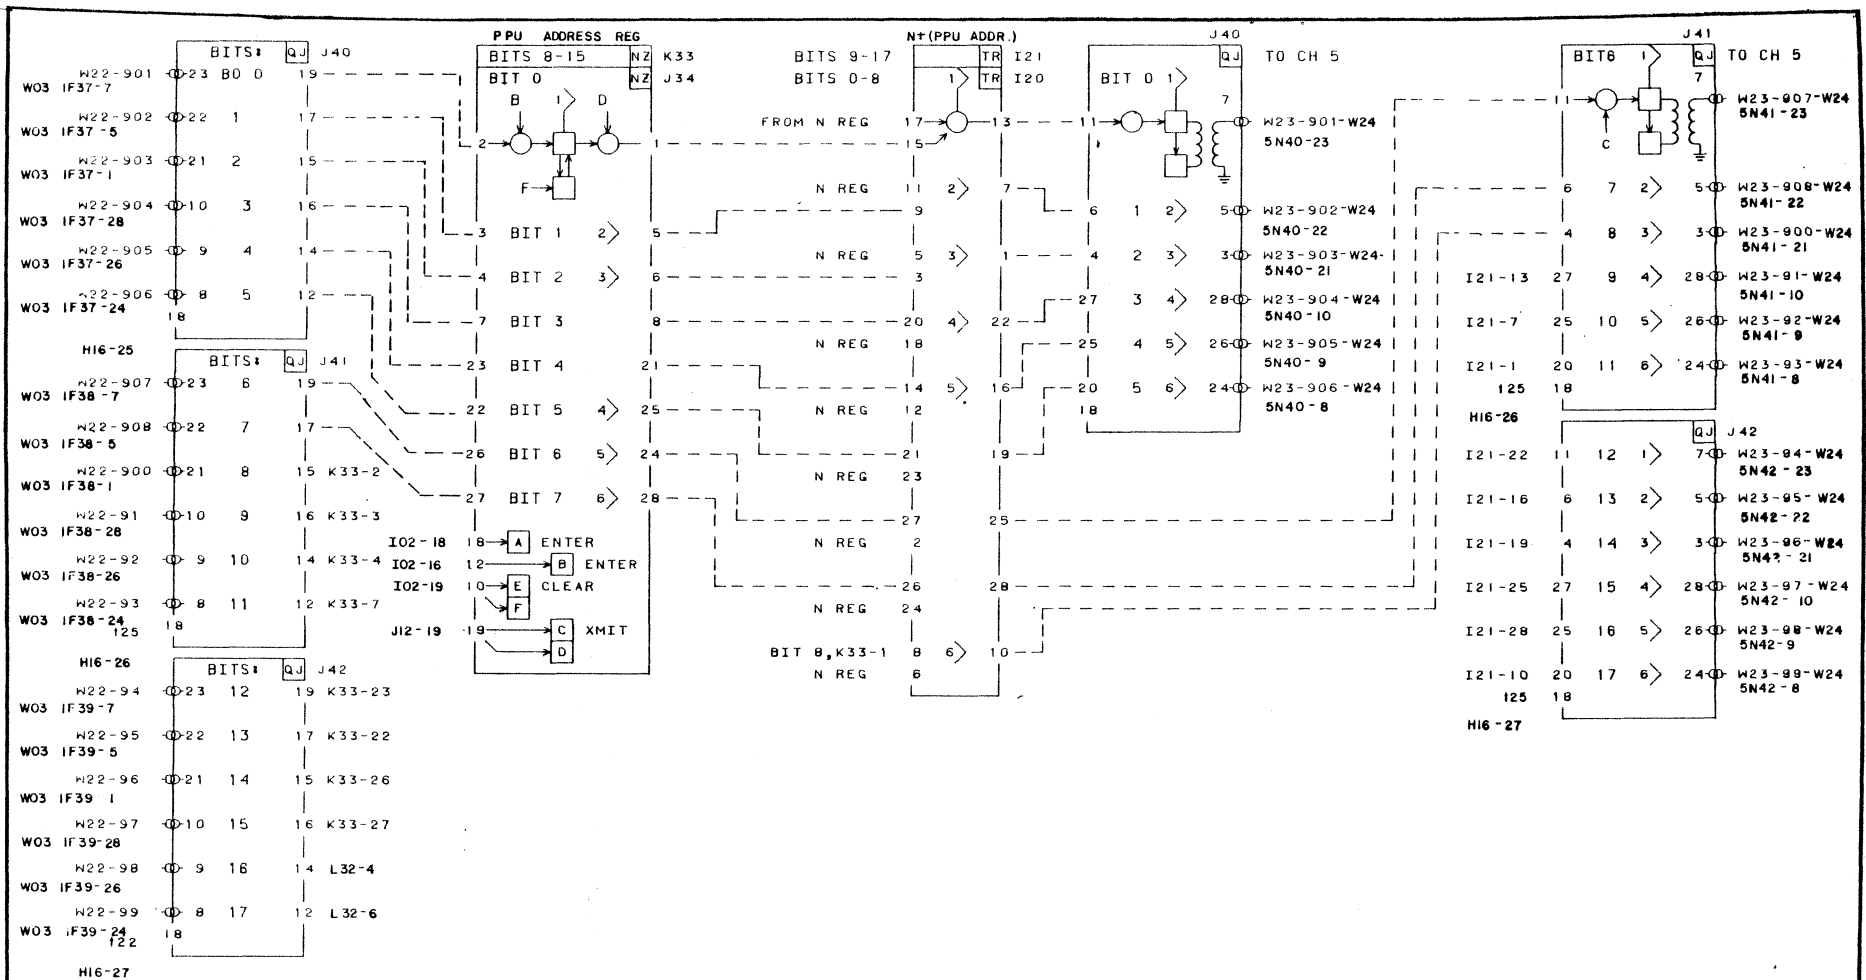 BITS: QJ J40
W22-901 23 B0 0 19
W03 1F37-7
W22-902 22 1 17
W03 1F37-5
W22-903 21 2 15
W03 1F37-1
W22-904 10 3 16
W03 1F37-28
W22-905 9 4 14
W03 1F37-26
W22-906 8 5 12
W03 1F37-24
18
H16-25
BITS: QJ J41
W22-907 23 6 19
W03 1F38-7
W22-908 22 7 17
W03 1F38-5
W22-900 21 8 15 K33-2
W03 1F38-1
W22-91 10 9 16 K33-3
W03 1F38-28
W22-92 9 10 14 K33-4
W03 1F38-26
W22-93 8 11 12 K33-7
W03 1F38-24
t25 18
H16-26
BITS: QJ J42
W22-94 23 12 19 K33-23
W03 1F39-7
W22-95 22 13 17 K33-22
W03 1F39-5
W22-96 21 14 15 K33-26
W03 1F39 1
W22-97 10 15 16 K33-27
W03 1F39-28
W22-98 9 16 14 L32-4
W03 1F39-26
W22-99 8 17 12 L32-6
W03 1F39-24
t22 18
H16-27
PPU ADDRESS REG
BITS 8-15 NZ K33
BIT 0 NZ J34
B 1 D
2 1
F
3 BIT 1 2 5
4 BIT 2 3 6
7 BIT 3 8
23 BIT 4 21
22 BIT 5 4 25
26 BIT 6 5 24
27 BIT 7 6 28
I02-18 18 A ENTER
I02-16 12 B ENTER
I02-19 10 E CLEAR
F
J12-19 19 C XMIT
D
N+(PPU ADDR.)
BITS 9-17 TR I21
BITS 0-8 1 TR I20
FROM N REG 17 13
15
N REG 11 2 7
9
N REG 5 3 1
3
20 4 22
N REG 18
14 5 16
N REG 12
21 19
N REG 23
27 25
N REG 2
26 28
N REG 24
BIT 8,K33-1 8 6 10
N REG 6
J40
QJ TO CH 5
BIT 0 1
7
11 W23-901-W24
5N40-23
6 1 2 5 W23-902-W24
5N40-22
4 2 3 3 W23-903-W24-
5N40-21
27 3 4 28 W23-904-W24
5N40-10
25 4 5 26 W23-905-W24
5N40-9
20 5 6 24 W23-906-W24
5N40-8
18
J41
BIT6 1 QJ TO CH 5
7
11 W23-907-W24
5N41-23
C
6 7 2 5 W23-908-W24
5N41-22
4 8 3 3 W23-900-W24
5N41-21
I21-13 27 9 4 28 W23-91-W24
5N41-10
I21-7 25 10 5 26 W23-92-W24
5N41-9
I21-1 20 11 6 24 W23-93-W24
5N41-8
t25 18
H16-26
QJ J42
I21-22 11 12 1 7 W23-94-W24
5N42-23
I21-16 6 13 2 5 W23-95-W24
5N42-22
I21-19 4 14 3 3 W23-96-W24
5N42-21
I21-25 27 15 4 28 W23-97-W24
5N42-10
I21-28 25 16 5 26 W23-98-W24
5N42-9
I21-10 20 17 6 24 W23-99-W24
5N42-8
t25 18
H16-27